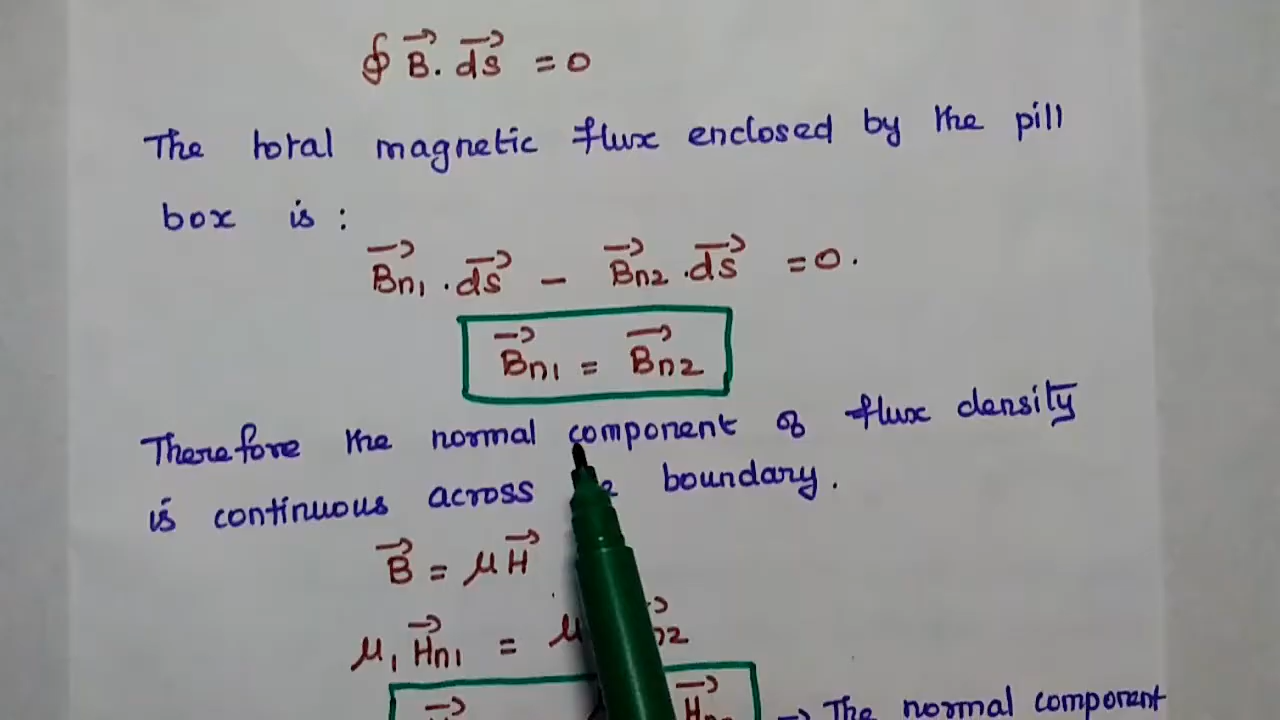 ∮ B⃗ . ds⃗ = 0
The total magnetic flux enclosed by the pill
box is :
B⃗n1 . ds⃗ − B⃗n2 . ds⃗ = 0.
B⃗n1 = B⃗n2
Therefore the normal component of flux density
is continuous across boundary.
B⃗ = μH⃗
μ1 H⃗n1 = μ
H⃗ → The normal component